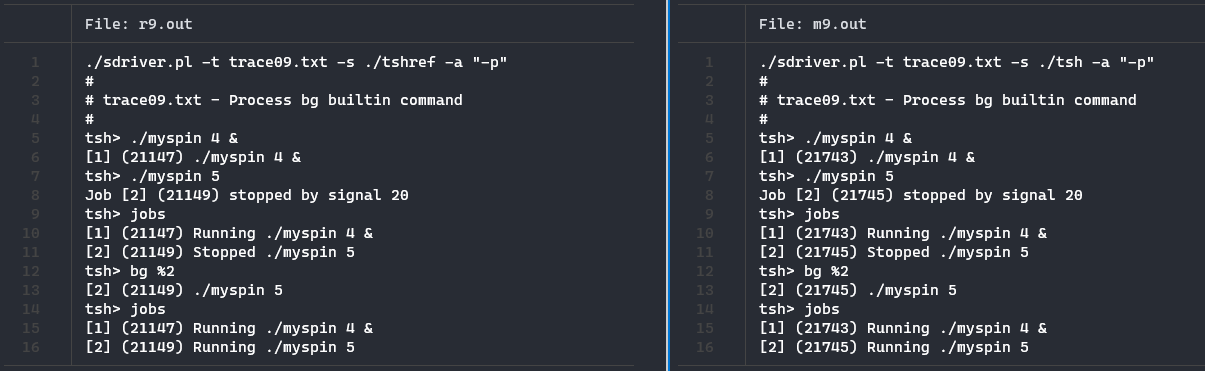 File: r9.out
1 ./sdriver.pl -t trace09.txt -s ./tshref -a "-p"
2 #
3 # trace09.txt - Process bg builtin command
4 #
5 tsh> ./myspin 4 &
6 [1] (21147) ./myspin 4 &
7 tsh> ./myspin 5
8 Job [2] (21149) stopped by signal 20
9 tsh> jobs
10 [1] (21147) Running ./myspin 4 &
11 [2] (21149) Stopped ./myspin 5
12 tsh> bg %2
13 [2] (21149) ./myspin 5
14 tsh> jobs
15 [1] (21147) Running ./myspin 4 &
16 [2] (21149) Running ./myspin 5
File: m9.out
1 ./sdriver.pl -t trace09.txt -s ./tsh -a "-p"
2 #
3 # trace09.txt - Process bg builtin command
4 #
5 tsh> ./myspin 4 &
6 [1] (21743) ./myspin 4 &
7 tsh> ./myspin 5
8 Job [2] (21745) stopped by signal 20
9 tsh> jobs
10 [1] (21743) Running ./myspin 4 &
11 [2] (21745) Stopped ./myspin 5
12 tsh> bg %2
13 [2] (21745) ./myspin 5
14 tsh> jobs
15 [1] (21743) Running ./myspin 4 &
16 [2] (21745) Running ./myspin 5